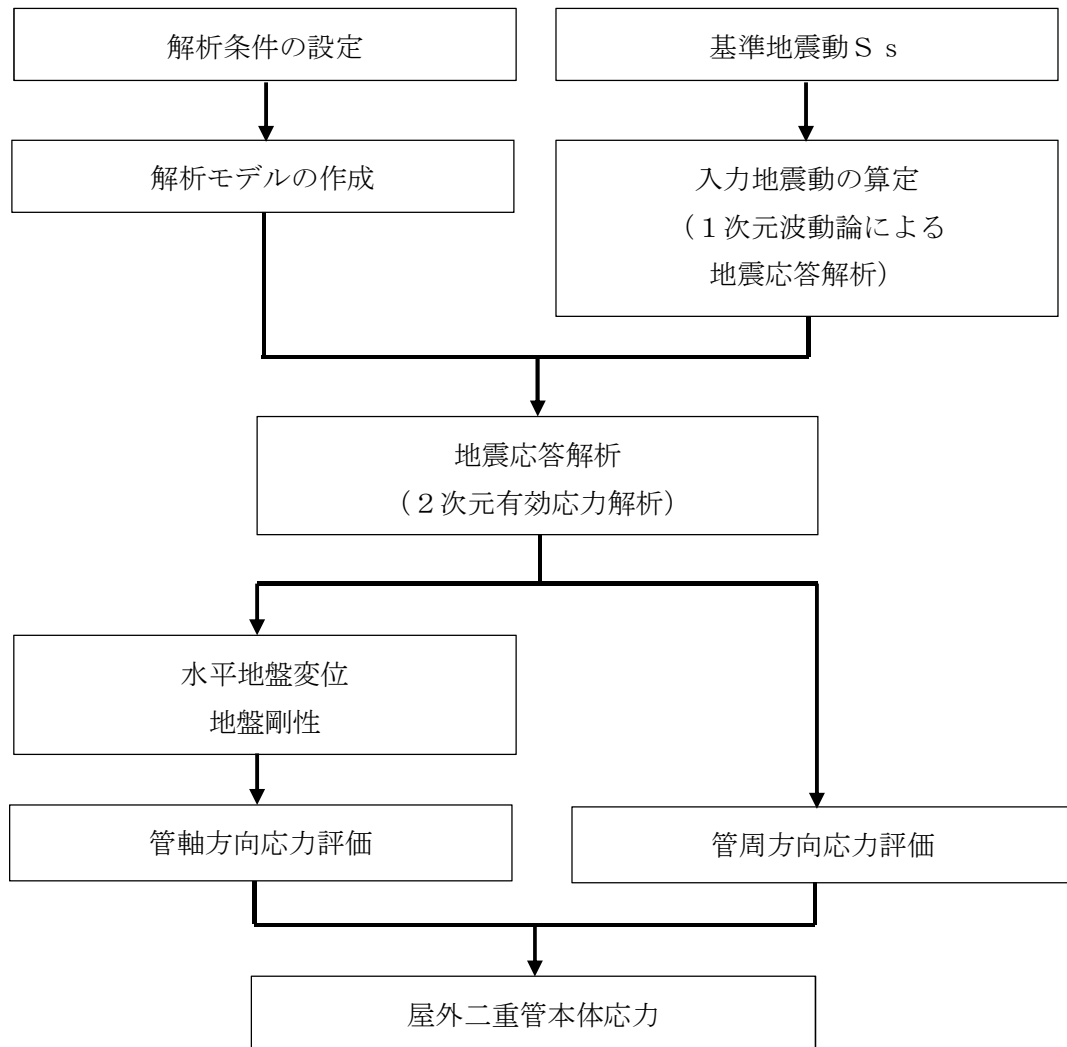 解析条件の設定
基準地震動Ｓｓ
解析モデルの作成
入力地震動の算定
（１次元波動論による
地震応答解析）
地震応答解析
（２次元有効応力解析）
水平地盤変位
地盤剛性
管軸方向応力評価
管周方向応力評価
屋外二重管本体応力